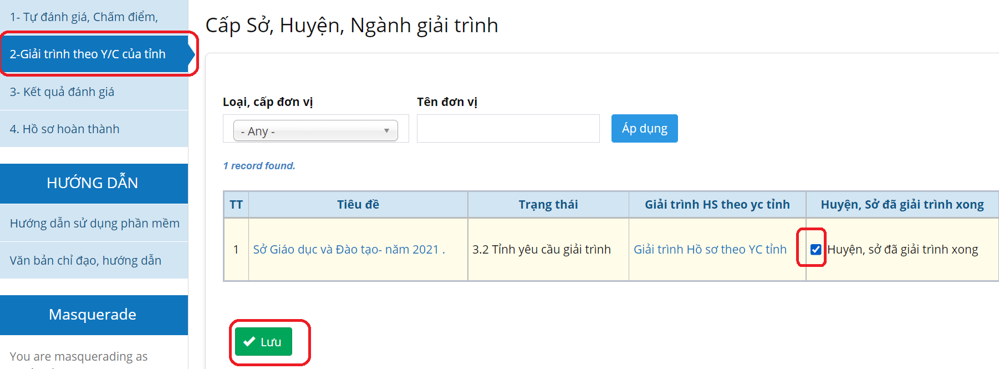 1- Tự đánh giá, Chấm điểm,
2-Giải trình theo Y/C của tỉnh
3- Kết quả đánh giá
4. Hồ sơ hoàn thành
HƯỚNG DẪN
Hướng dẫn sử dụng phần mềm
Văn bản chỉ đạo, hướng dẫn
Masquerade
You are masquerading as
Cấp Sở, Huyện, Ngành giải trình
Loại, cấp đơn vị
Tên đơn vị
- Any -
Áp dụng
1 record found.
TT Tiêu đề Trạng thái Giải trình HS theo yc tỉnh Huyện, Sở đã giải trình xong
1 Sở Giáo dục và Đào tạo- năm 2021 . 3.2 Tỉnh yêu cầu giải trình Giải trình Hồ sơ theo YC tỉnh Huyện, sở đã giải trình xong
Lưu